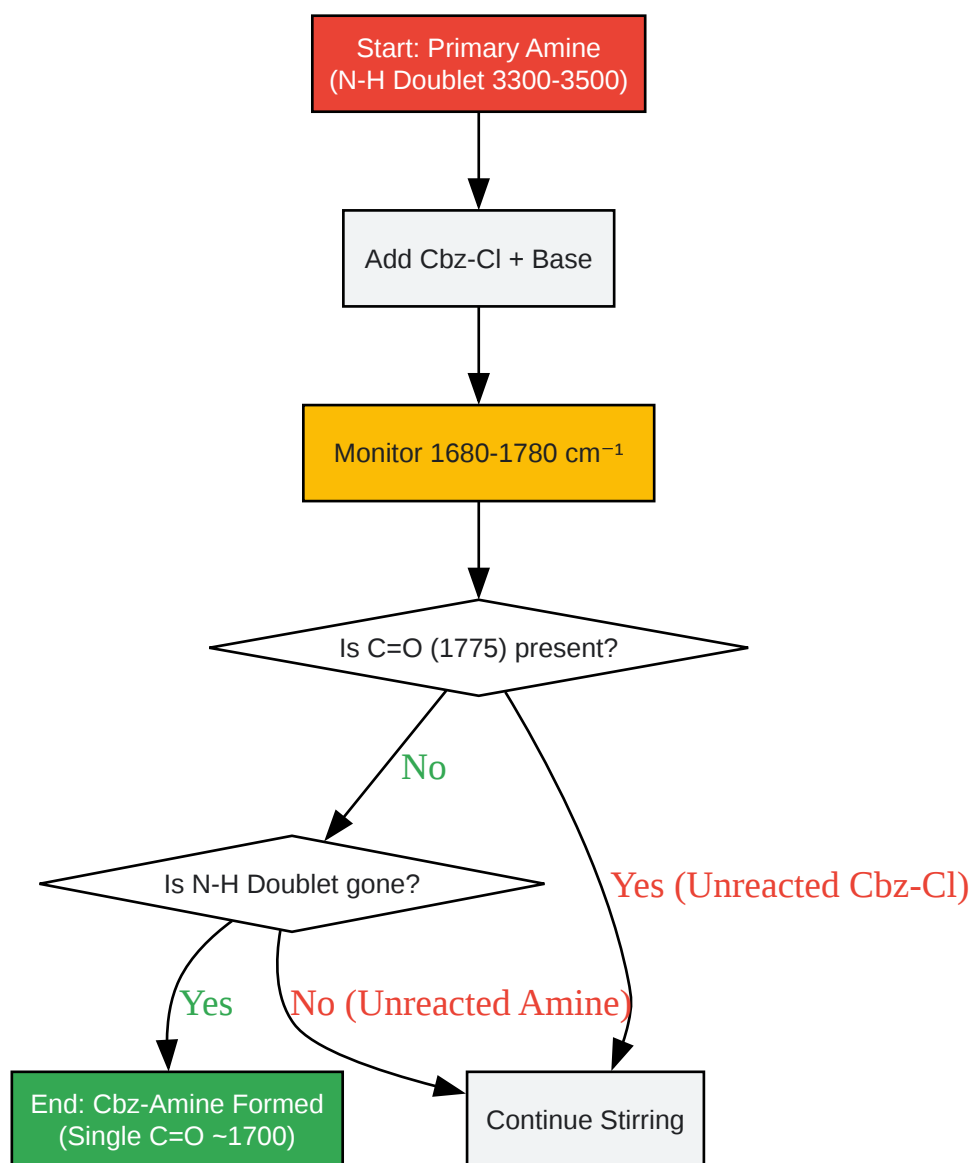 Start: Primary Amine
(N-H Doublet 3300-3500)
Add Cbz-Cl + Base
Monitor 1680-1780 cm⁻¹
Is C=O (1775) present?
No
Is N-H Doublet gone?
Yes (Unreacted Cbz-Cl)
Yes
No (Unreacted Amine)
End: Cbz-Amine Formed
(Single C=O ~1700)
Continue Stirring